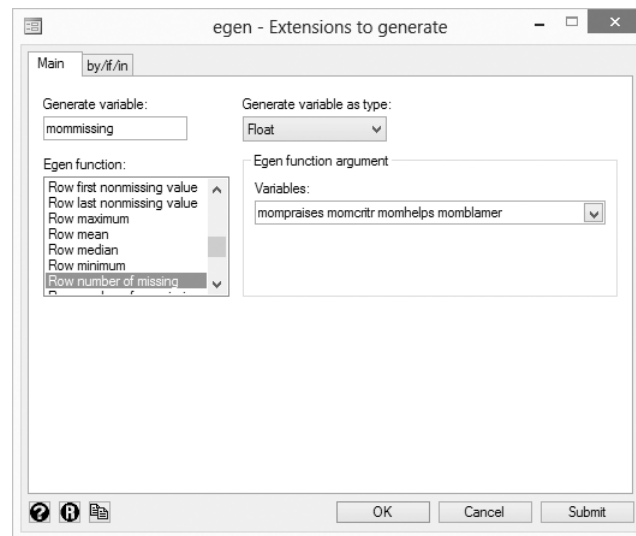 egen - Extensions to generate
Main by/if/in
Generate variable: Generate variable as type:
mommissing Float
Egen function: Egen function argument
Row first nonmissing value Variables:
Row last nonmissing value mompraises momcritr momhelps momblamer
Row maximum
Row mean
Row median
Row minimum
Row number of missing
OK Cancel Submit